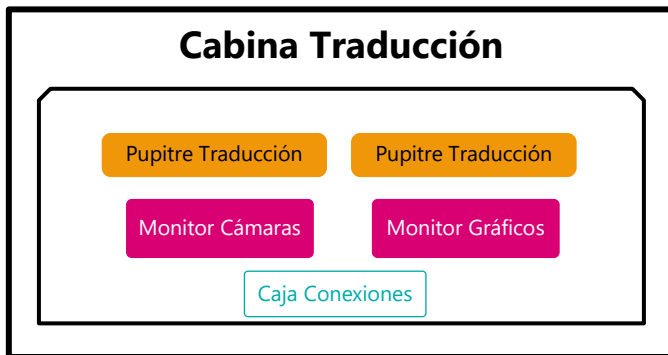 Cabina Traducción
Pupitre Traducción
Pupitre Traducción
Monitor Cámaras
Monitor Gráficos
Caja Conexiones